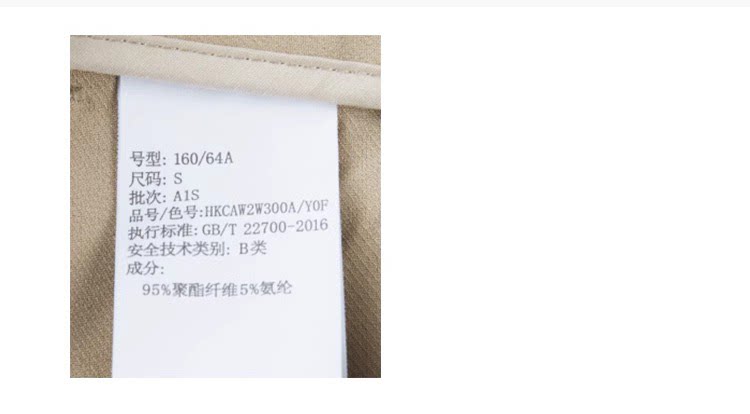 号型: 160/64A
尺码: S
批次: A1S
品号/色号:HKCAW2W300A/Y0F
执行标准: GB/T 22700-2016
安全技术类别: B类
成分:
95%聚酯纤维5%氨纶